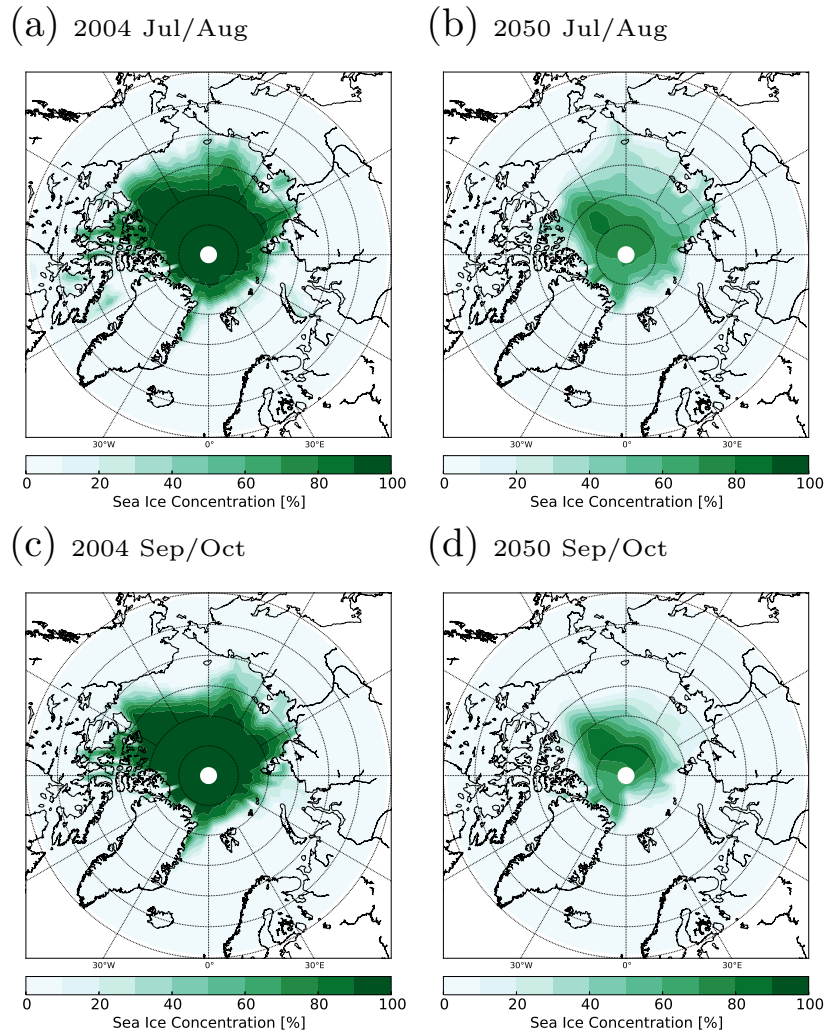 (a) 2004 Jul/Aug
(b) 2050 Jul/Aug
30°W 0° 30°E
30°W 0° 30°E
0 20 40 60 80 100
Sea Ice Concentration [%]
0 20 40 60 80 100
Sea Ice Concentration [%]
(c) 2004 Sep/Oct
(d) 2050 Sep/Oct
30°W 0° 30°E
30°W 0° 30°E
0 20 40 60 80 100
Sea Ice Concentration [%]
0 20 40 60 80 100
Sea Ice Concentration [%]